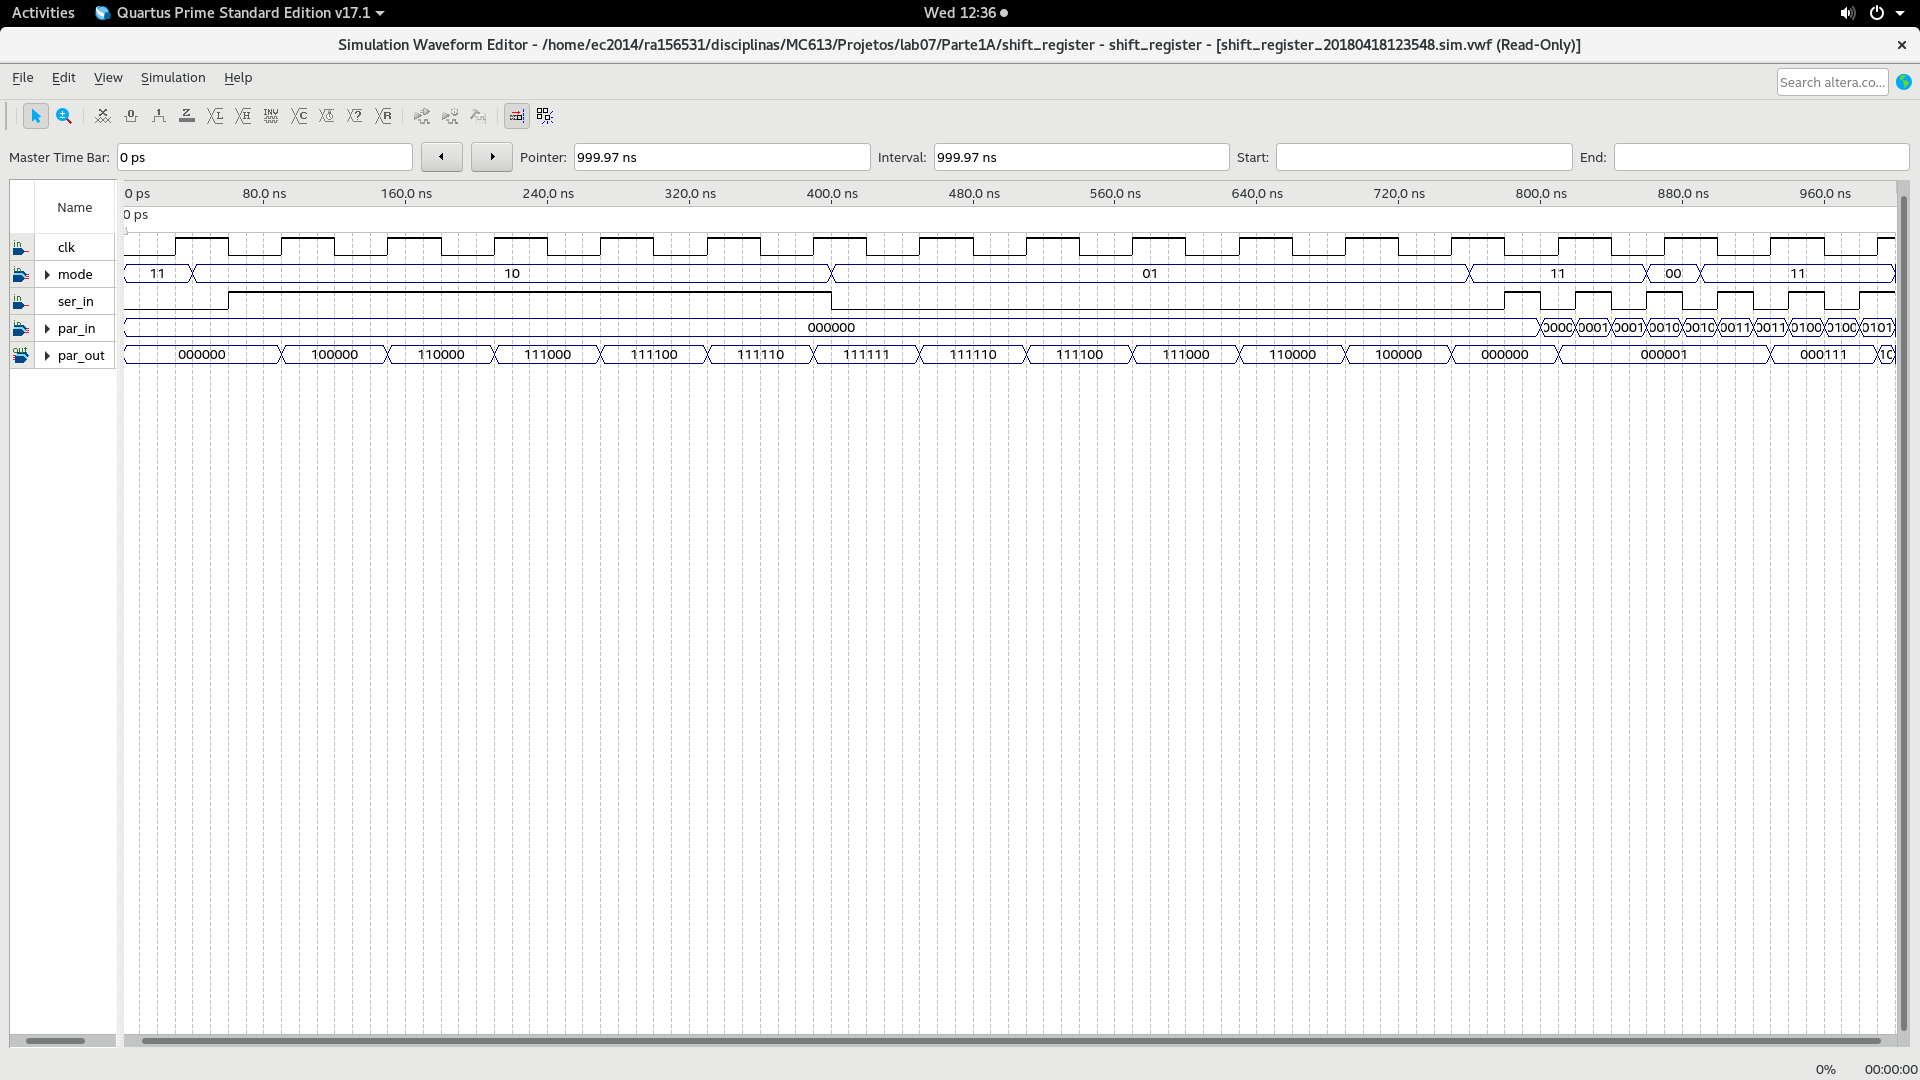 Activities Quartus Prime Standard Edition v17.1 Wed 12:36
Simulation Waveform Editor - /home/ec2014/ra156531/disciplinas/MC613/Projetos/lab07/Parte1A/shift_register - shift_register - [shift_register_20180418123548.sim.vwf (Read-Only)]
File Edit View Simulation Help Search altera.co...
Master Time Bar: 0 ps Pointer: 999.97 ns Interval: 999.97 ns Start: End:
Name 0 ps 80.0 ns 160.0 ns 240.0 ns 320.0 ns 400.0 ns 480.0 ns 560.0 ns 640.0 ns 720.0 ns 800.0 ns 880.0 ns 960.0 ns
0 ps
clk
mode 11 10 01 11 00 11
ser_in
par_in 000000 0000 0001 0001 0010 0010 0011 0011 0100 0100 0101
par_out 000000 100000 110000 111000 111100 111110 111111 111110 111100 111000 110000 100000 000000 000001 000111
0% 00:00:00